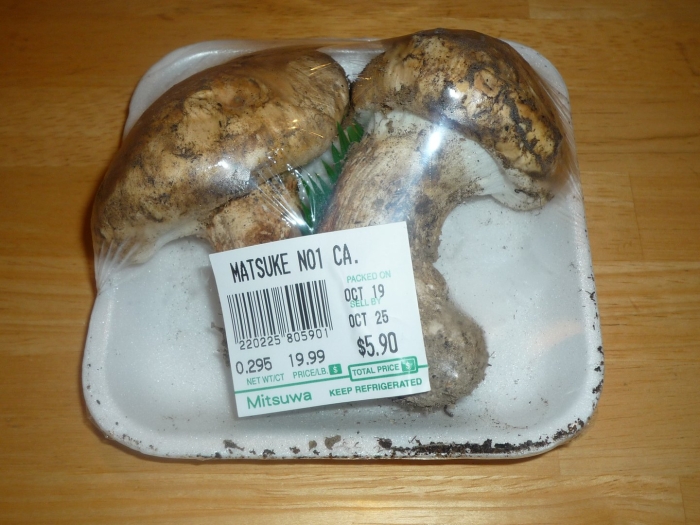 MATSUKE NO1 CA.
PACKED ON
OCT 19
SELL BY
OCT 25
220225 805901
0.295 19.99 $5.90
NET WT/CT PRICE/LB. $ TOTAL PRICE
Mitsuwa KEEP REFRIGERATED